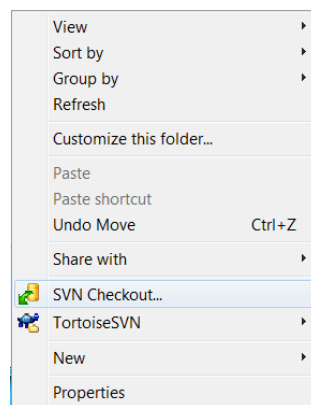 View
Sort by
Group by
Refresh
Customize this folder...
Paste
Paste shortcut
Undo Move Ctrl+Z
Share with
SVN Checkout...
TortoiseSVN
New
Properties